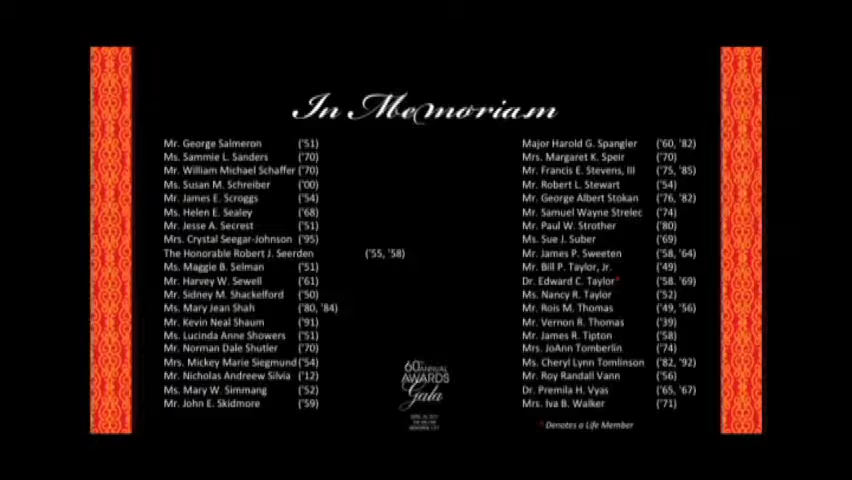 In Memoriam
Mr. George Salmeron ('51)
Ms. Sammie L. Sanders ('70)
Mr. William Michael Schaffer ('70)
Ms. Susan M. Schreiber ('00)
Mr. James E. Scroggs ('54)
Ms. Helen E. Sealey ('68)
Mr. Jesse A. Secrest ('51)
Mrs. Crystal Seegar-Johnson ('95)
The Honorable Robert J. Seerden ('55, '58)
Ms. Maggie B. Selman ('51)
Mr. Harvey W. Sewell ('61)
Mr. Sidney M. Shackelford ('50)
Ms. Mary Jean Shah ('80, '84)
Mr. Kevin Neal Shaum ('91)
Ms. Lucinda Anne Showers ('51)
Mr. Norman Dale Shutler ('70)
Mrs. Mickey Marie Siegmund ('54)
Mr. Nicholas Andreew Silvia ('12)
Ms. Mary W. Simmang ('52)
Mr. John E. Skidmore ('59)
60th ANNUAL
AWARDS
Gala
Major Harold G. Spangler ('60, '82)
Mrs. Margaret K. Speir ('70)
Mr. Francis E. Stevens, III ('75, '85)
Mr. Robert L. Stewart ('54)
Mr. George Albert Stokan ('76, '82)
Mr. Samuel Wayne Strelec ('74)
Mr. Paul W. Strother ('80)
Ms. Sue J. Suber ('69)
Mr. James P. Sweeten ('58, '64)
Mr. Bill P. Taylor, Jr. ('49)
Dr. Edward C. Taylor* ('58. '69)
Ms. Nancy R. Taylor ('52)
Mr. Rois M. Thomas ('49, '56)
Mr. Vernon R. Thomas ('39)
Mr. James R. Tipton ('58)
Mrs. JoAnn Tomberlin ('74)
Ms. Cheryl Lynn Tomlinson ('82, '92)
Mr. Roy Randall Vann ('56)
Dr. Premila H. Vyas ('65, '67)
Mrs. Iva B. Walker ('71)
* Denotes a Life Member